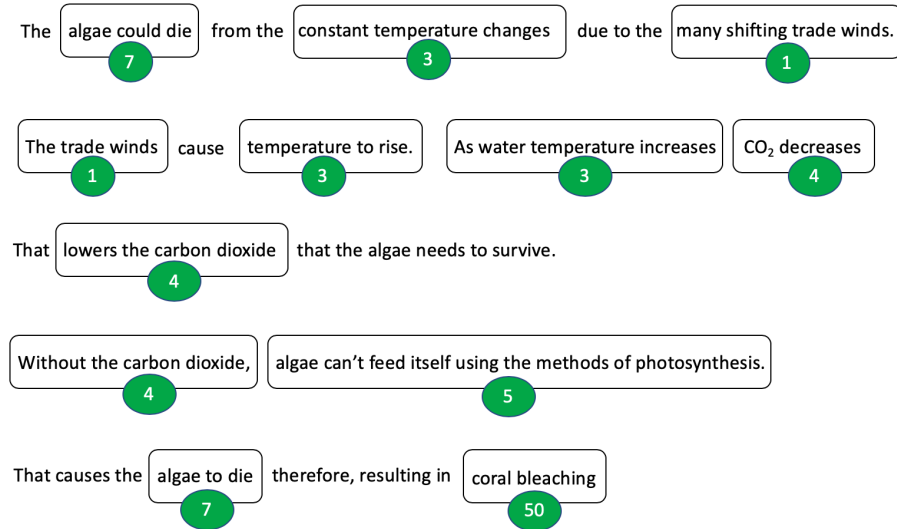 The algae could die from the constant temperature changes due to the many shifting trade winds.
7 3 1
The trade winds cause temperature to rise. As water temperature increases CO₂ decreases
1 3 3 4
That lowers the carbon dioxide that the algae needs to survive.
4
Without the carbon dioxide, algae can't feed itself using the methods of photosynthesis.
4 5
That causes the algae to die therefore, resulting in coral bleaching
7 50